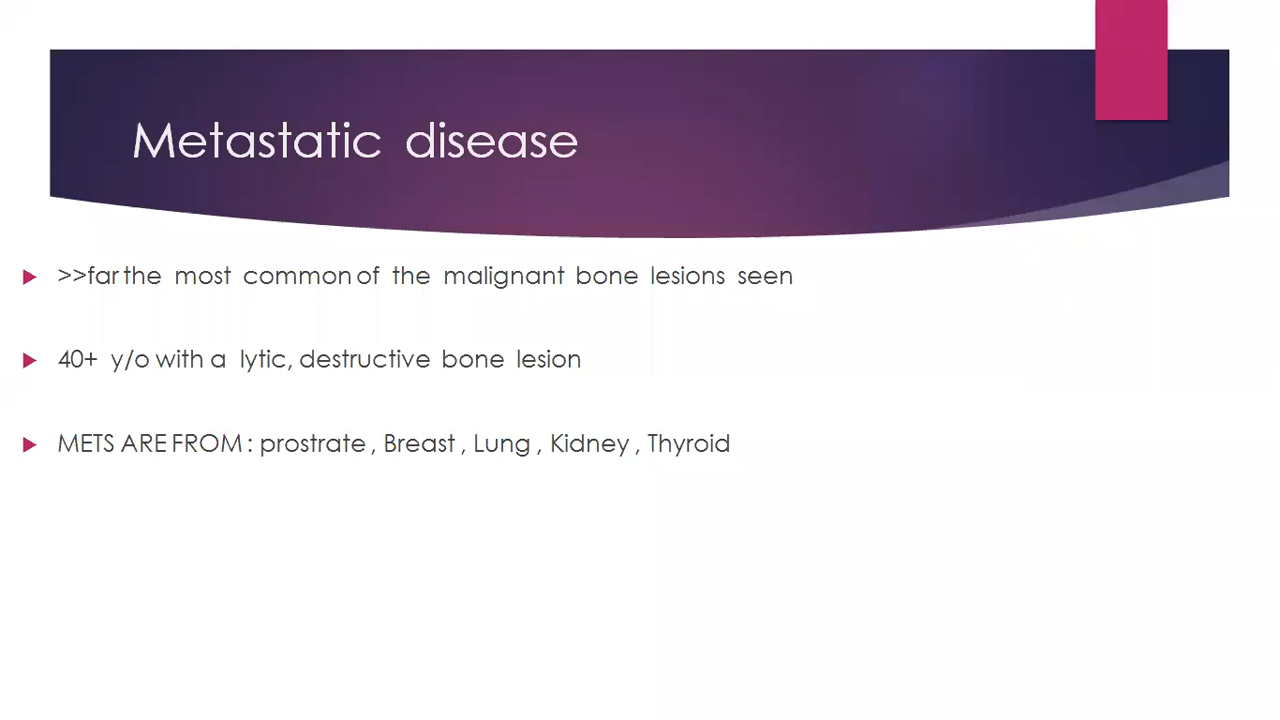 Metastatic disease
>>far the most common of the malignant bone lesions seen
40+ y/o with a lytic, destructive bone lesion
METS ARE FROM : prostrate , Breast , Lung , Kidney , Thyroid